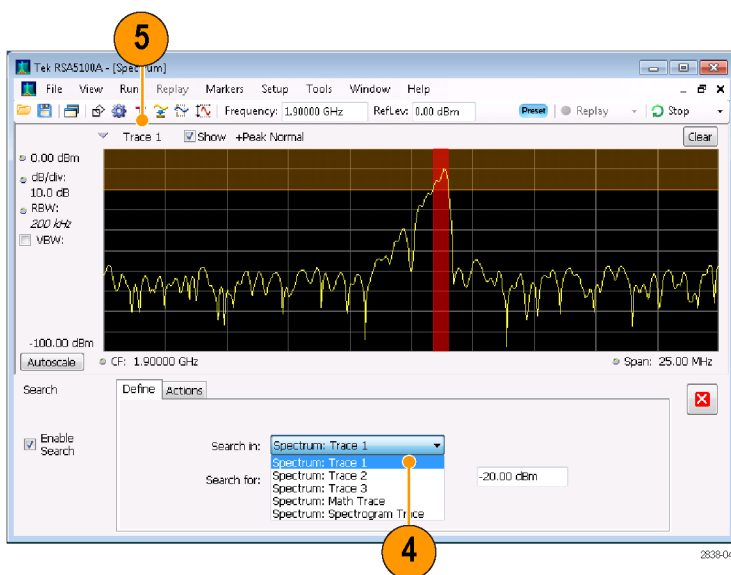 5
Tek RSA5100A - [Spectrum]
File View Run Replay Markers Setup Tools Window Help
Frequency: 1.90000 GHz RefLev: 0.00 dBm Preset Replay Stop
Trace 1 Show +Peak Normal Clear
0.00 dBm
dB/div:
10.0 dB
RBW:
200 kHz
VBW:
-100.00 dBm
Autoscale CF: 1.90000 GHz Span: 25.00 MHz
Search Define Actions
Enable
Search
Search in: Spectrum: Trace 1
Spectrum: Trace 1
Search for: Spectrum: Trace 2 -20.00 dBm
Spectrum: Trace 3
Spectrum: Math Trace
Spectrum: Spectrogram Trace
4
2838-04